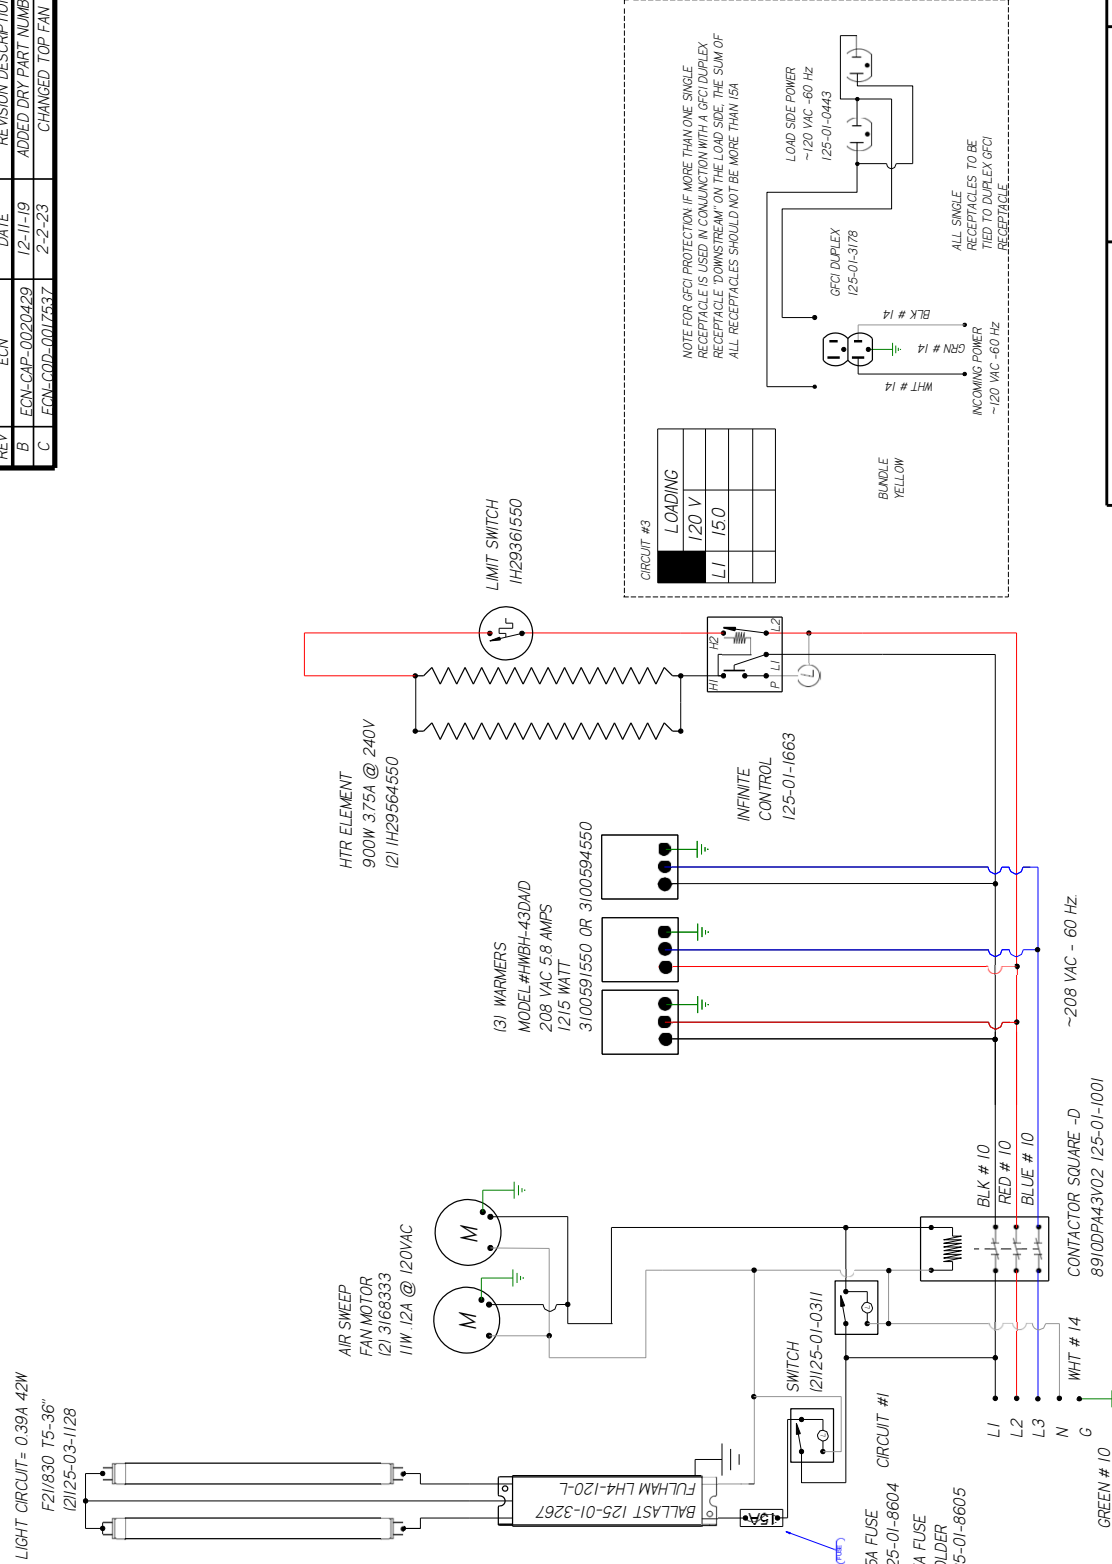 REV
ECN
DATE
REVISION DESCRIPTION
B
ECN-CAP-0020429
12-11-19
ADDED DRY PART NUMB
C
ECN-COD-0017537
2-2-23
CHANGED TOP FAN
NOTE FOR GFCI PROTECTION IF MORE THAN ONE SINGLE
RECEPTACLE IS USED IN CONJUNCTION WITH A GFCI DUPLEX
RECEPTACLE "DOWNSTREAM" ON THE LOAD SIDE, THE SUM OF
ALL RECEPTACLES SHOULD NOT BE MORE THAN 15A
LOAD SIDE POWER
~120 VAC -60 Hz
125-01-0443
GFCI DUPLEX
125-01-3178
ALL SINGLE
RECEPTACLES TO BE
TIED TO DUPLEX GFCI
RECEPTACLE
BLK # 14
GRN # 14
WHT # 14
INCOMING POWER
~120 VAC -60 Hz
BUNDLE
YELLOW
CIRCUIT #3
LOADING
120 V
L1
15.0
LIMIT SWITCH
1H29361550
HTR ELEMENT
900W 3.75A @ 240V
(2) 1H29564550
H1
H2
P
L1
L2
L
INFINITE
CONTROL
125-01-1663
(3) WARMERS
MODEL#HWBH-43DA/D
208 VAC 5.8 AMPS
1215 WATT
3100591550 OR 3100594550
~208 VAC - 60 Hz.
BLK # 10
RED # 10
BLUE # 10
CONTACTOR SQUARE -D
8910DPA43V02 125-01-1001
AIR SWEEP
FAN MOTOR
(2) 3168333
11W .12A @ 120VAC
M
M
LIGHT CIRCUIT= 0.39A 42W
F21/830 T5-36"
(2)125-03-1128
BALLAST 125-01-3267
FULHAM LH4-120-L
1.5A
SWITCH
(2)125-01-0311
L
L
CIRCUIT #1
5A FUSE
25-01-8604
A FUSE
OLDER
5-01-8605
(FUSE)
L1
L2
L3
N
G
WHT # 14
GREEN # 10